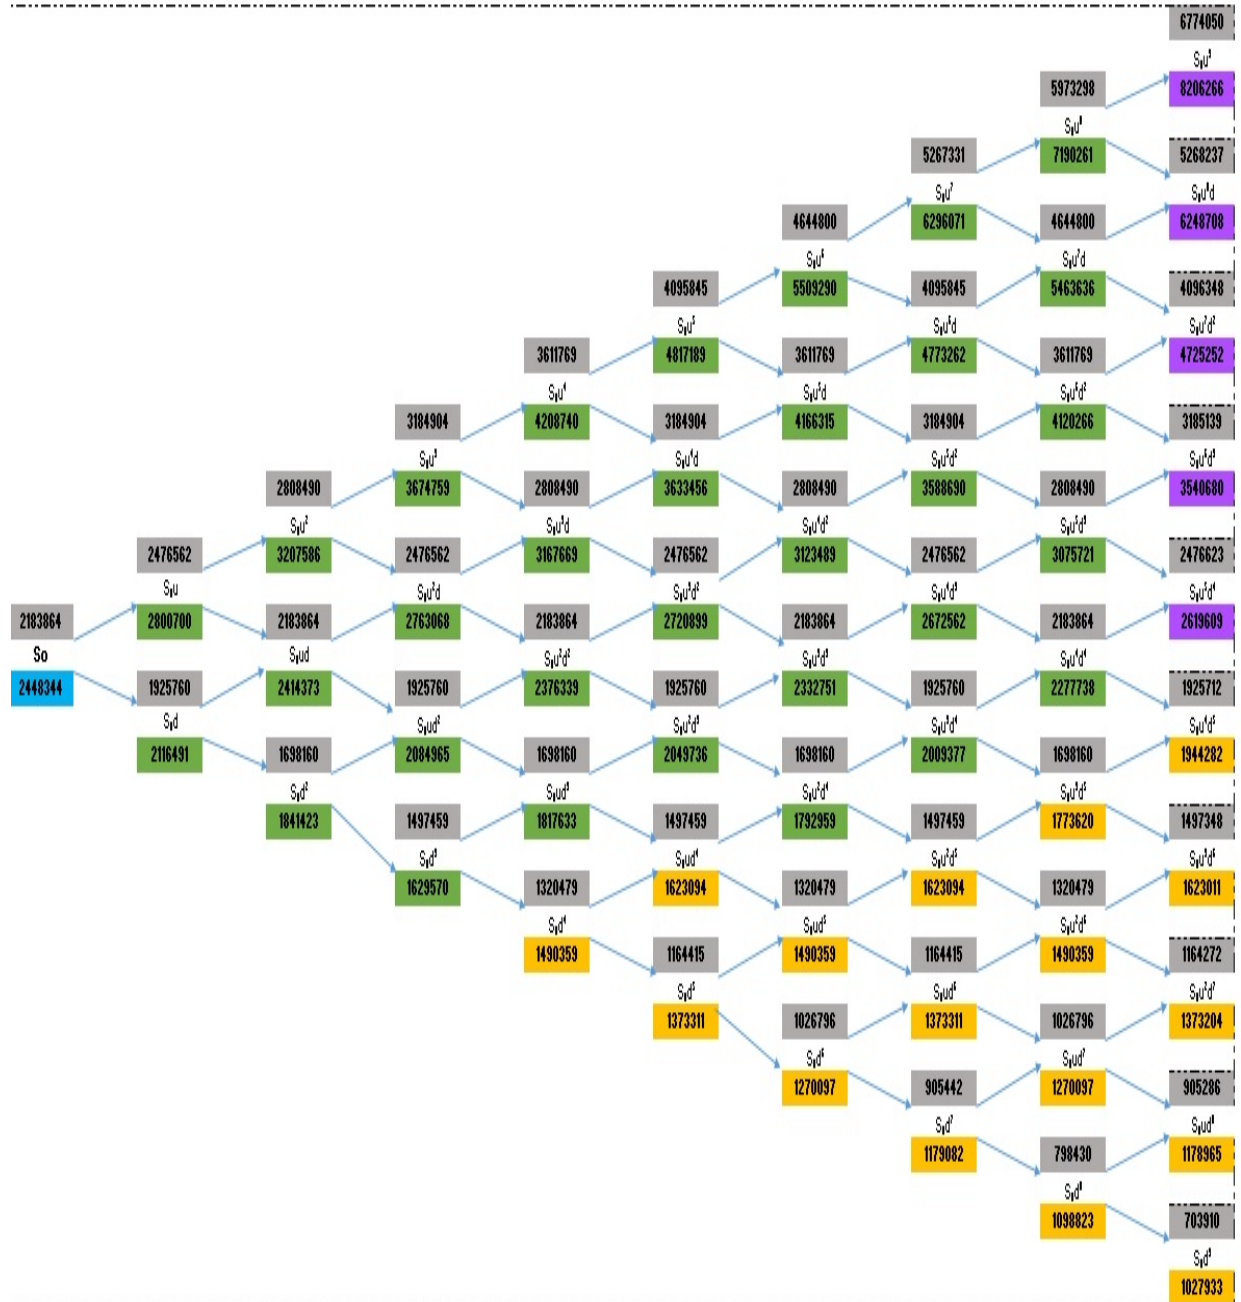 6774050
S₀u⁹
5973298
8206266
S₀u⁸
5267331
7190261
5268237
S₀u⁷
S₀u⁸d
4644800
6296071
4644800
6248708
S₀u⁶
S₀u⁷d
4095845
5509290
4095845
5463636
4096348
S₀u⁵
S₀u⁶d
S₀u⁷d²
3611769
4817189
3611769
4773262
3611769
4725252
S₀u⁴
S₀u⁵d
S₀u⁶d²
3184904
4208740
3184904
4166315
3184904
4120266
3185139
S₀u³
S₀u⁴d
S₀u⁵d²
S₀u⁶d³
2808490
3674759
2808490
3633456
2808490
3588690
2808490
3540680
S₀u²
S₀u³d
S₀u⁴d²
S₀u⁵d³
2476562
3207586
2476562
3167669
2476562
3123489
2476562
3075721
2476623
S₀u
S₀u²d
S₀u³d²
S₀u⁴d³
S₀u⁵d⁴
2183864
2800700
2183864
2763068
2183864
2720899
2183864
2672562
2183864
2619609
So
S₀ud
S₀u²d²
S₀u³d³
S₀u⁴d⁴
2448344
1925760
2414373
1925760
2376339
1925760
2332751
1925760
2277738
1925712
S₀d
S₀ud²
S₀u²d³
S₀u³d⁴
S₀u⁴d⁵
2116491
1698160
2084965
1698160
2049736
1698160
2009377
1698160
1944282
S₀d²
S₀ud³
S₀u²d⁴
S₀u³d⁵
1841423
1497459
1817633
1497459
1792959
1497459
1773620
1497348
S₀d³
S₀ud⁴
S₀u²d⁵
S₀u³d⁶
1629570
1320479
1623094
1320479
1623094
1320479
1623011
S₀d⁴
S₀ud⁵
S₀u²d⁶
1490359
1164415
1490359
1164415
1490359
1164272
S₀d⁵
S₀ud⁶
S₀u²d⁷
1373311
1026796
1373311
1026796
1373204
S₀d⁶
S₀ud⁷
1270097
905442
1270097
905286
S₀d⁷
S₀ud⁸
1179082
798430
1178965
S₀d⁸
1098823
703910
S₀d⁹
1027933